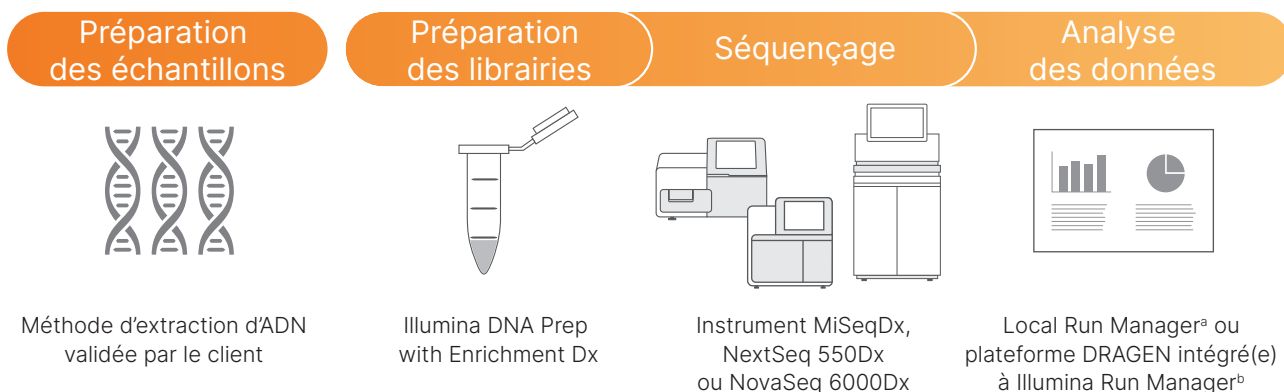 Préparation
des échantillons
Préparation
des librairies
Séquençage
Analyse
des données
Méthode d'extraction d'ADN
validée par le client
Illumina DNA Prep
with Enrichment Dx
Instrument MiSeqDx,
NextSeq 550Dx
ou NovaSeq 6000Dx
Local Run Managerᵃ ou
plateforme DRAGEN intégré(e)
à Illumina Run Managerᵇ